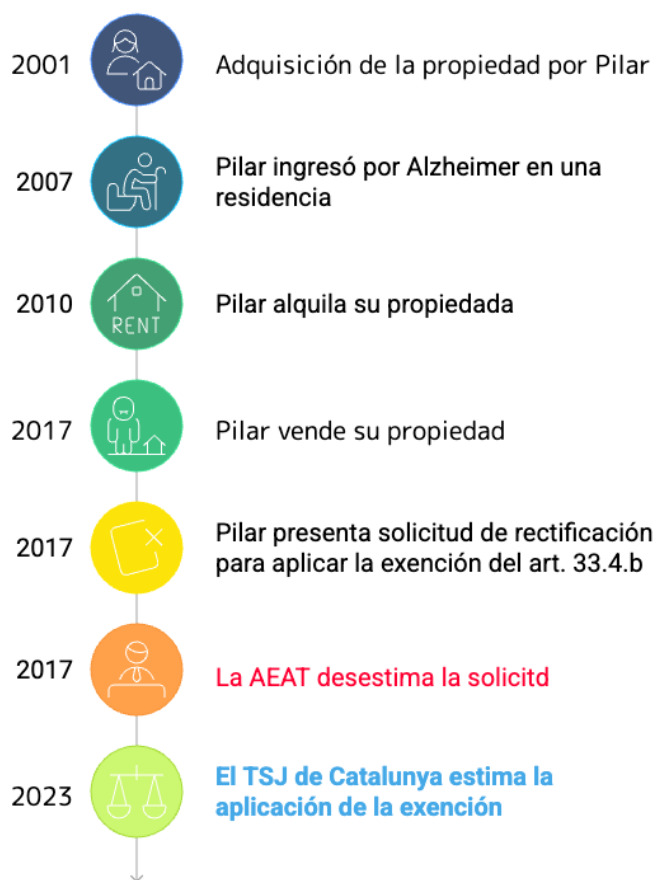 2001
Adquisición de la propiedad por Pilar
2007
Pilar ingresó por Alzheimer en una
residencia
2010
RENT
Pilar alquila su propiedada
2017
Pilar vende su propiedad
2017
Pilar presenta solicitud de rectificación
para aplicar la exención del art. 33.4.b
2017
La AEAT desestima la solicitd
2023
El TSJ de Catalunya estima la
aplicación de la exención